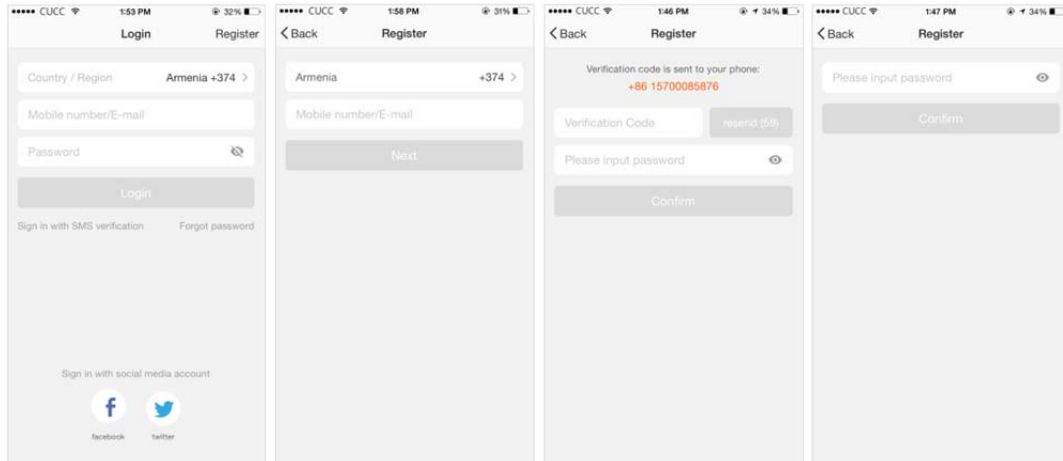 CUCC 1:53 PM 32%
Login Register
Country / Region Armenia +374
Mobile number/E-mail
Password
Login
Sign in with SMS verification Forgot password
Sign in with social media account
facebook twitter
CUCC 1:58 PM 31%
Back Register
Armenia +374
Mobile number/E-mail
Next
CUCC 1:46 PM 34%
Back Register
Verification code is sent to your phone:
+86 15700085876
Verification Code resend (59)
Please input password
Confirm
CUCC 1:47 PM 34%
Back Register
Please input password
Confirm